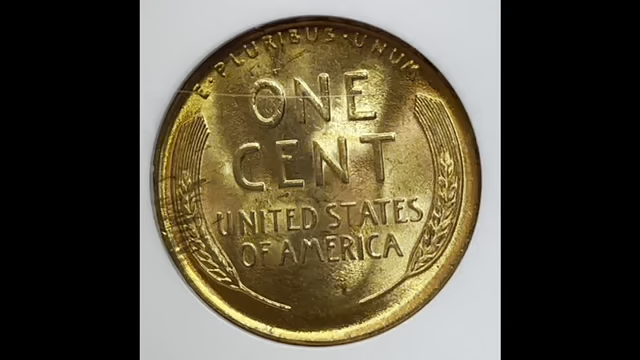 E·PLURIBUS·UNUM
ONE
CENT
UNITED STATES
OF AMERICA